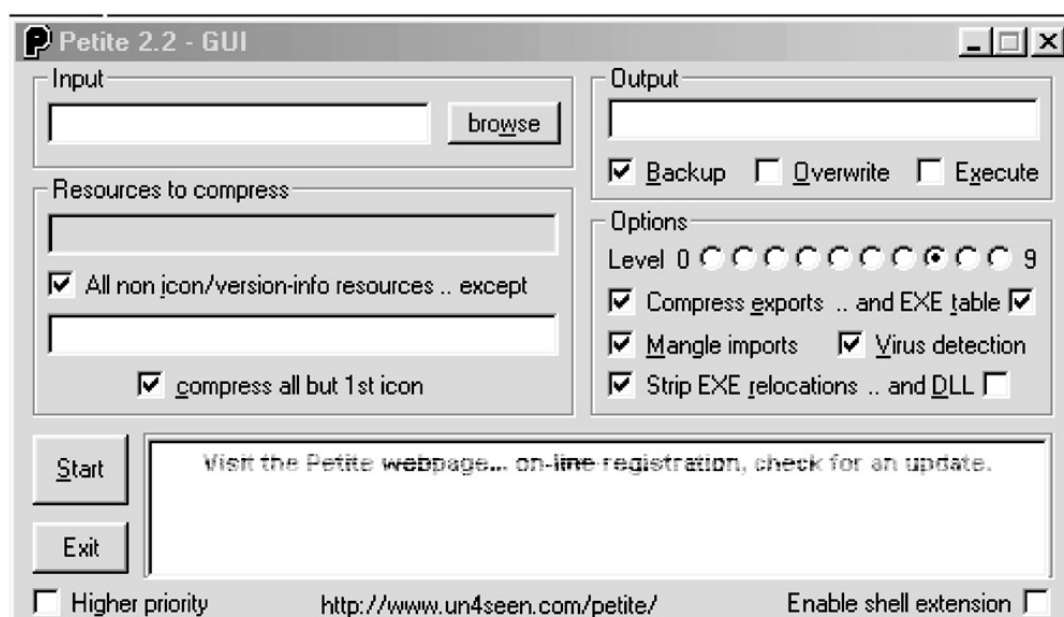 Petite 2.2 - GUI
Input
browse
Output
Backup Overwrite Execute
Resources to compress
All non icon/version-info resources .. except
compress all but 1st icon
Options
Level 0 9
Compress exports .. and EXE table
Mangle imports Virus detection
Strip EXE relocations .. and DLL
Start
Visit the Petite webpage... on-line registration, check for an update.
Exit
Higher priority http://www.un4seen.com/petite/ Enable shell extension